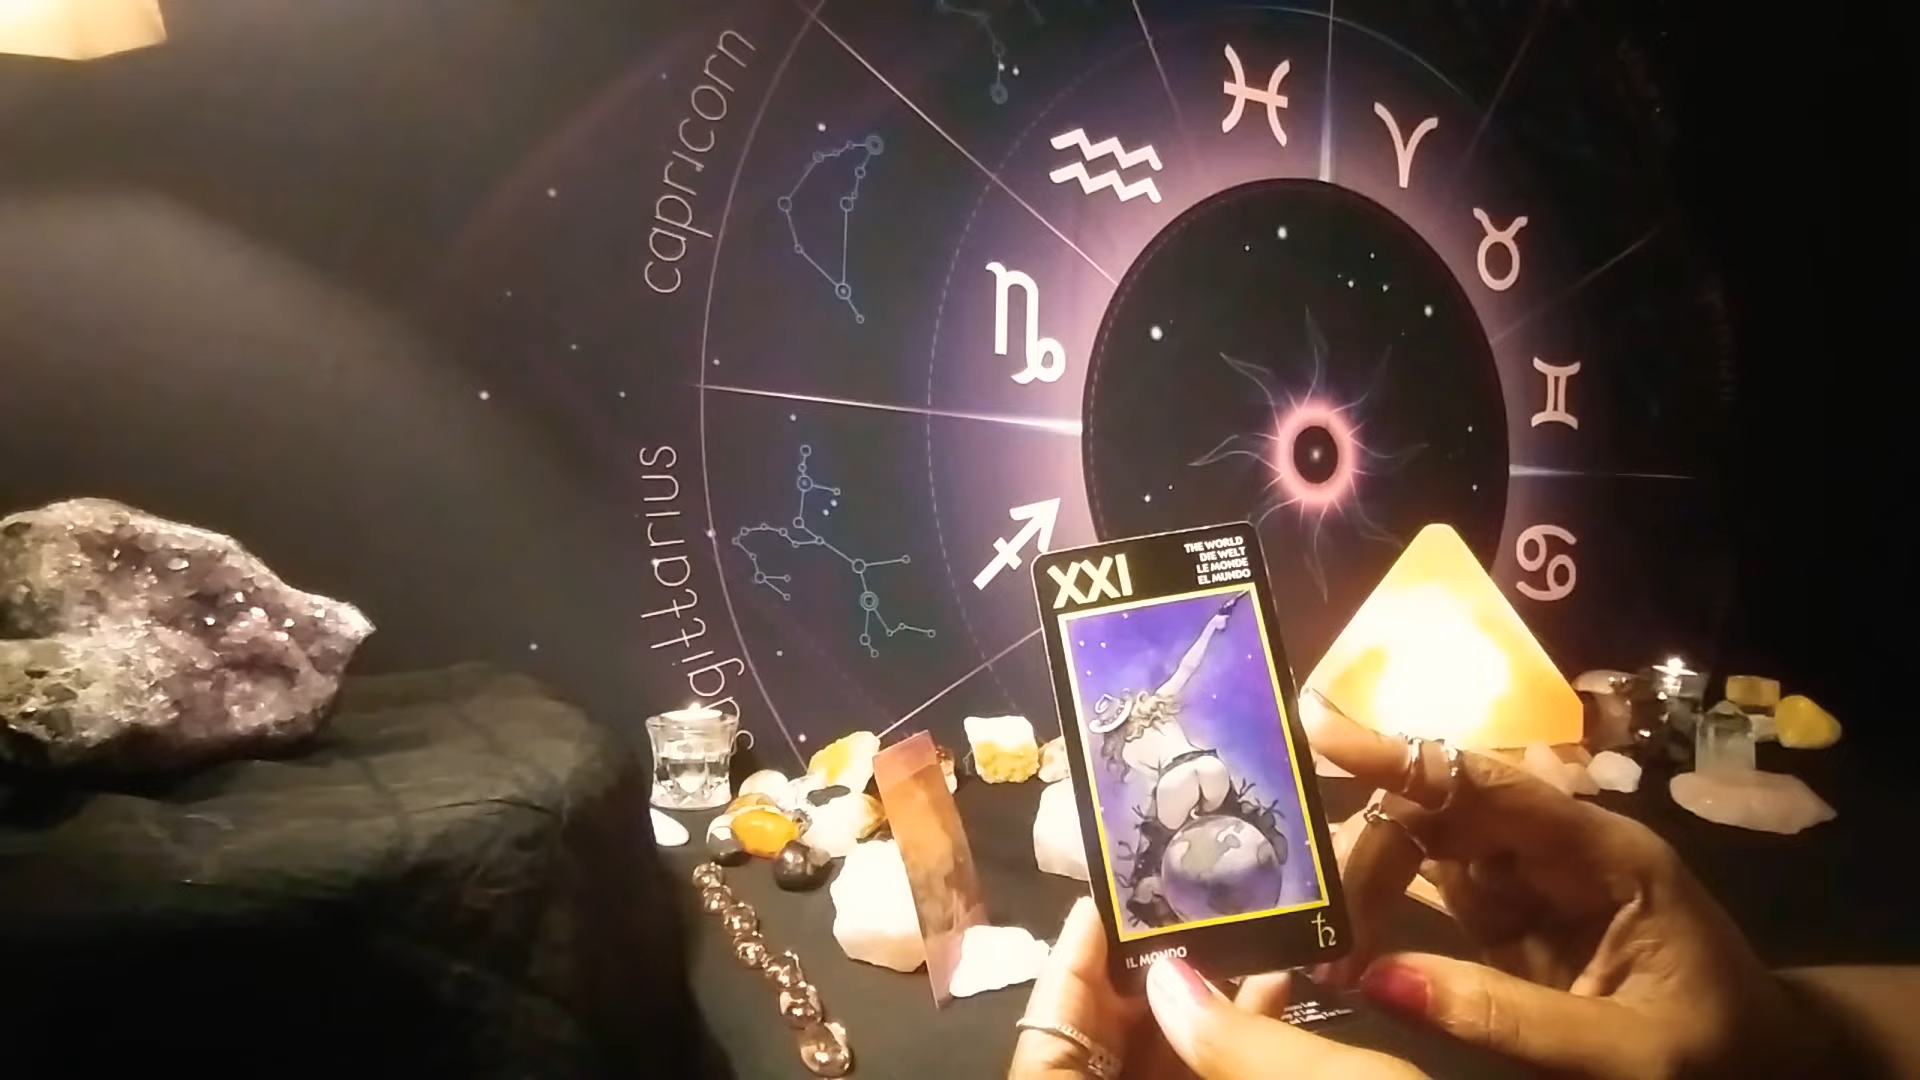 capricorn
sagittarius
XXI
THE WORLD
DIE WELT
LE MONDE
EL MUNDO
IL MONDO